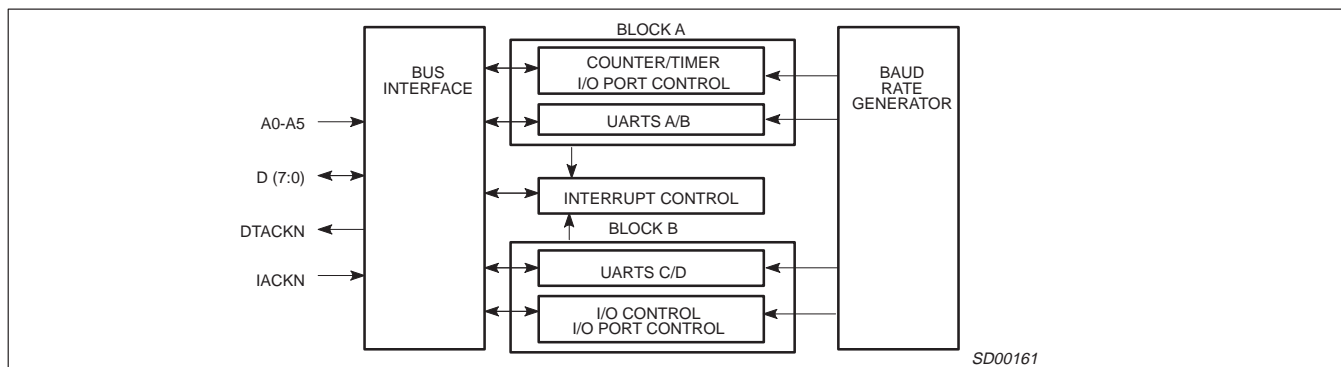 BLOCK A
BUS
INTERFACE
COUNTER/TIMER
I/O PORT CONTROL
BAUD
RATE
GENERATOR
A0-A5
UARTS A/B
D (7:0)
INTERRUPT CONTROL
DTACKN
BLOCK B
IACKN
UARTS C/D
I/O CONTROL
I/O PORT CONTROL
SD00161